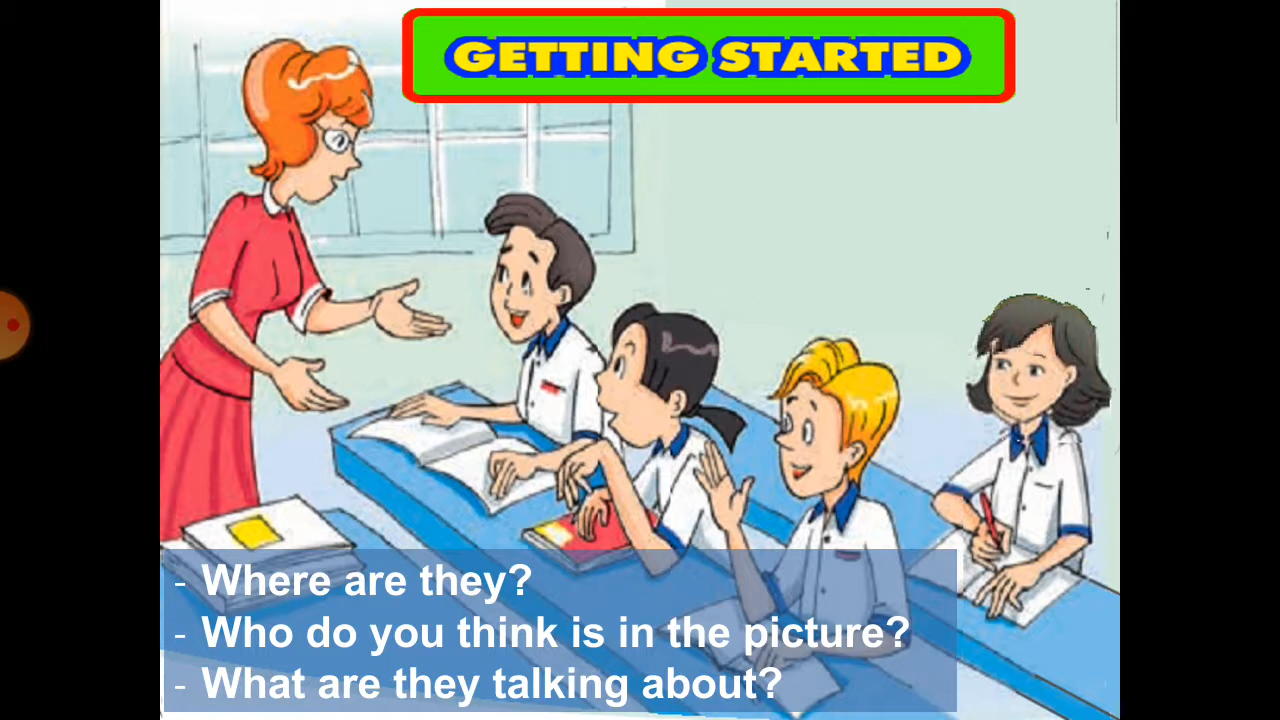 GETTING STARTED
- Where are they?
- Who do you think is in the picture?
- What are they talking about?